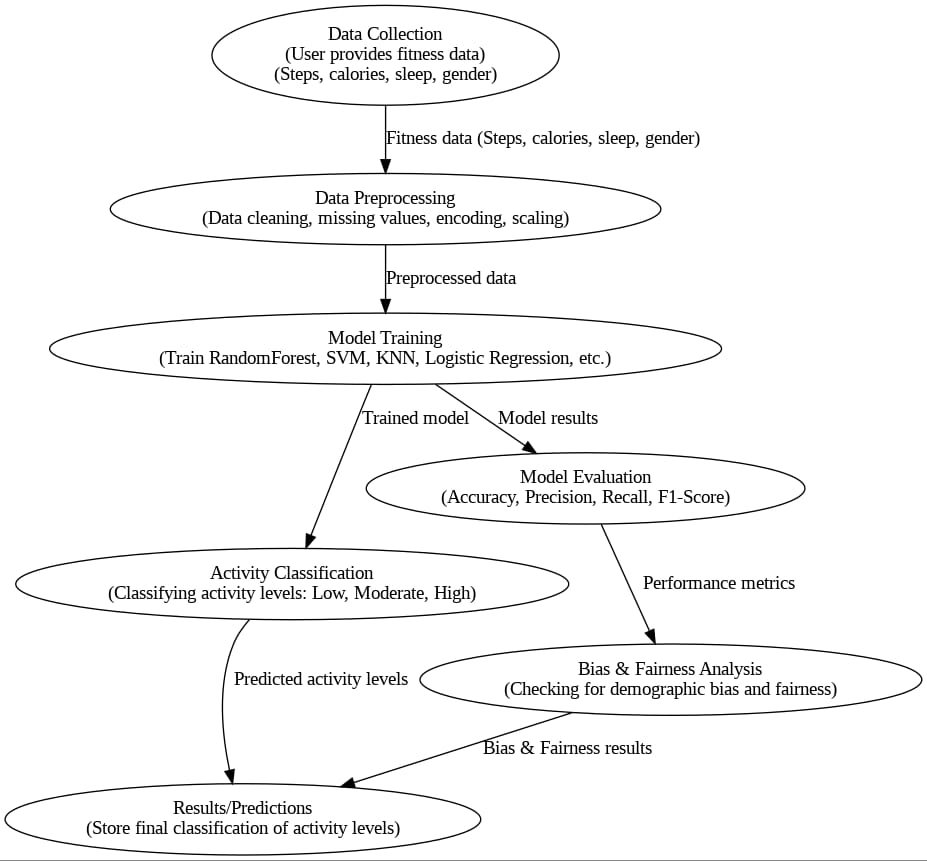 Data Collection
(User provides fitness data)
(Steps, calories, sleep, gender)
Fitness data (Steps, calories, sleep, gender)
Data Preprocessing
(Data cleaning, missing values, encoding, scaling)
Preprocessed data
Model Training
(Train RandomForest, SVM, KNN, Logistic Regression, etc.)
Trained model
Model results
Model Evaluation
(Accuracy, Precision, Recall, F1-Score)
Activity Classification
(Classifying activity levels: Low, Moderate, High)
Performance metrics
Predicted activity levels
Bias & Fairness Analysis
(Checking for demographic bias and fairness)
Bias & Fairness results
Results/Predictions
(Store final classification of activity levels)